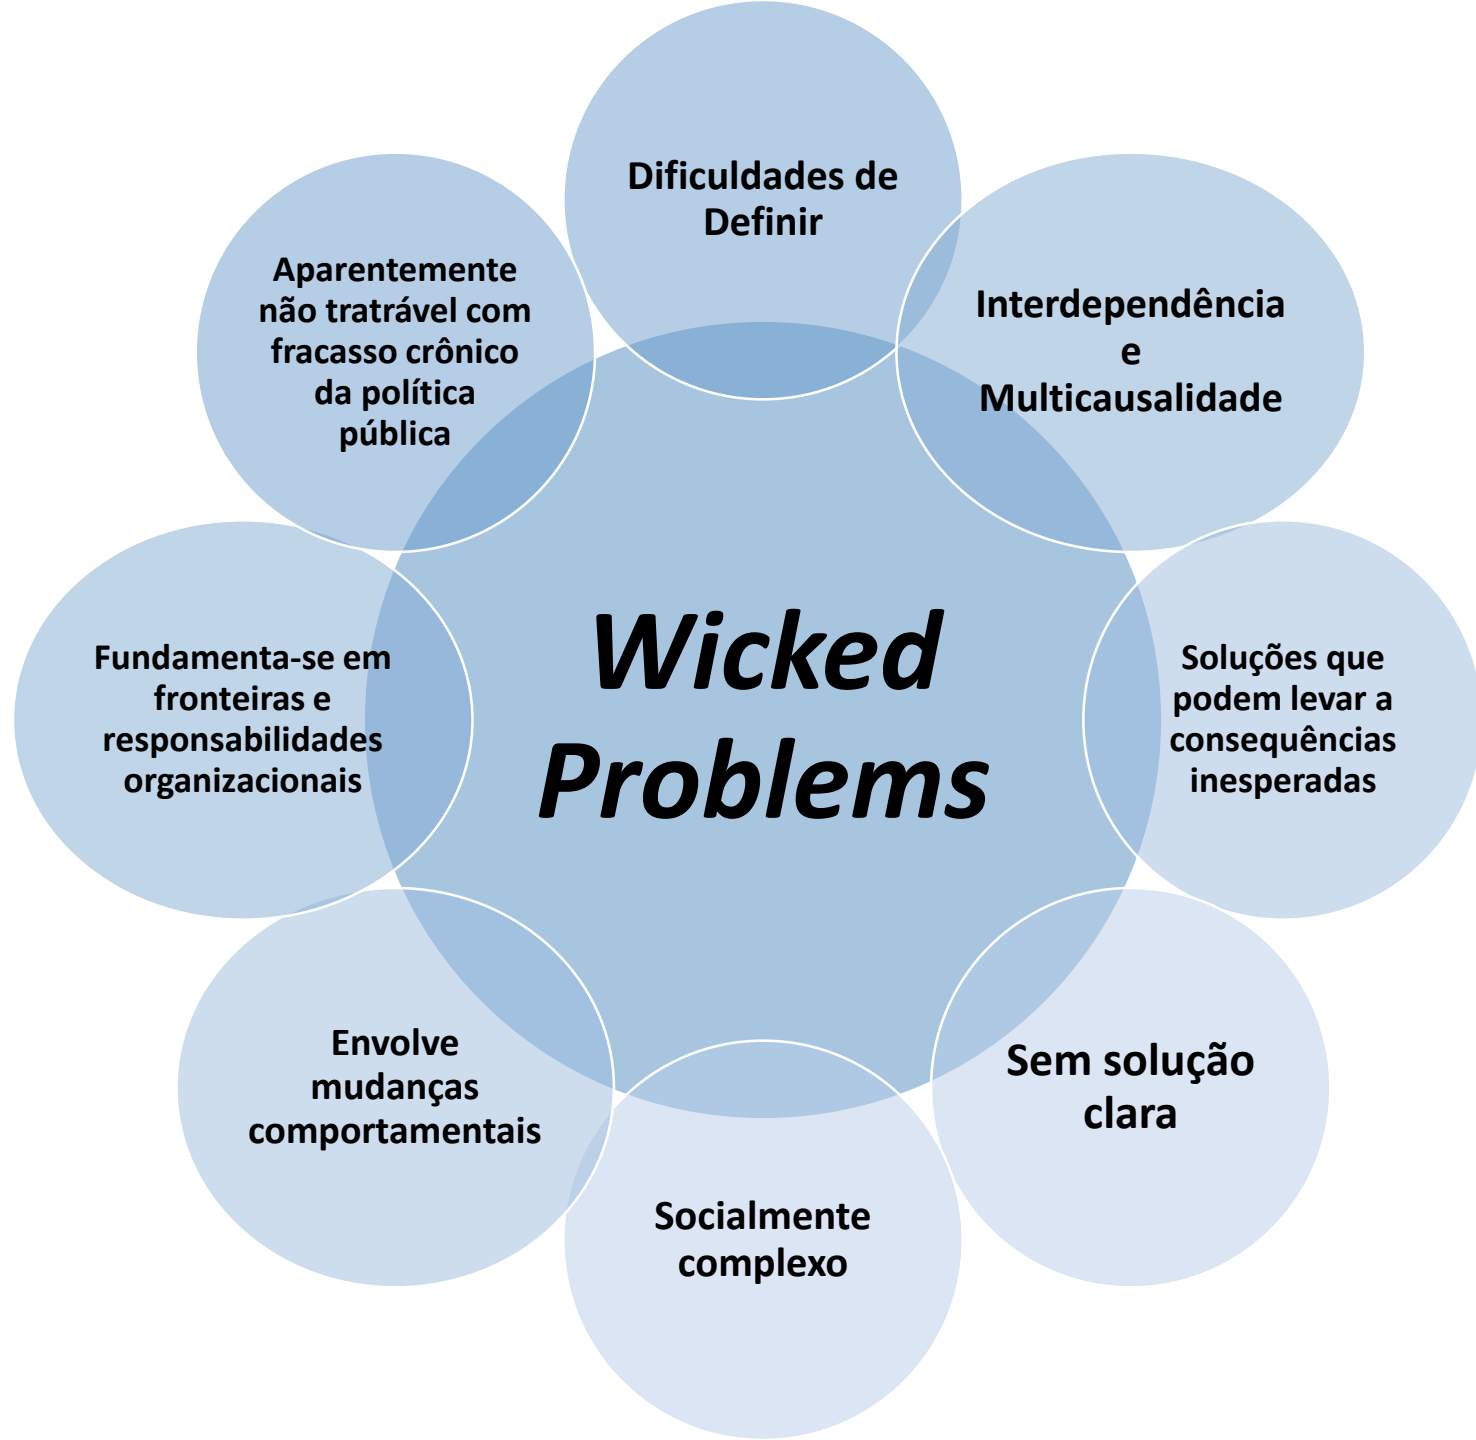 Dificuldades de
Definir
Interdependência
e
Multicausalidade
Soluções que
podem levar a
consequências
inesperadas
Sem solução
clara
Socialmente
complexo
Envolve
mudanças
comportamentais
Fundamenta-se em
fronteiras e
responsabilidades
organizacionais
Aparentemente
não tratrável com
fracasso crônico
da política
pública
Wicked
Problems